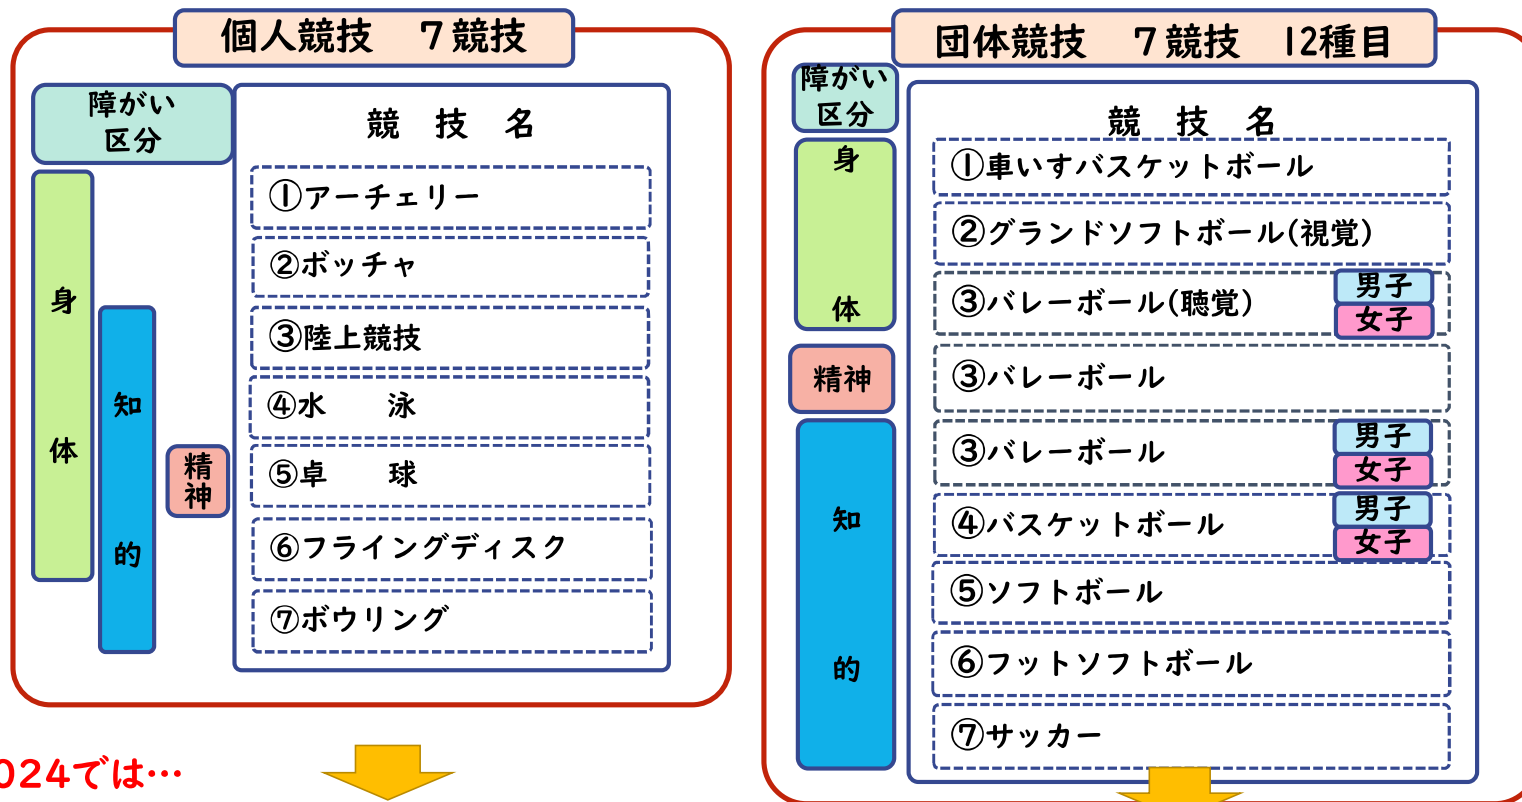 個人競技　７競技
障がい
区分
競　技　名
身
体
知
的
精
神
①アーチェリー
②ボッチャ
③陸上競技
④水　　泳
⑤卓　　球
⑥フライングディスク
⑦ボウリング
団体競技　７競技　12種目
障がい
区分
競　技　名
身
体
精神
知
的
①車いすバスケットボール
②グランドソフトボール(視覚)
③バレーボール(聴覚)
男子
女子
③バレーボール
③バレーボール
男子
女子
④バスケットボール
男子
女子
⑤ソフトボール
⑥フットソフトボール
⑦サッカー
024では…